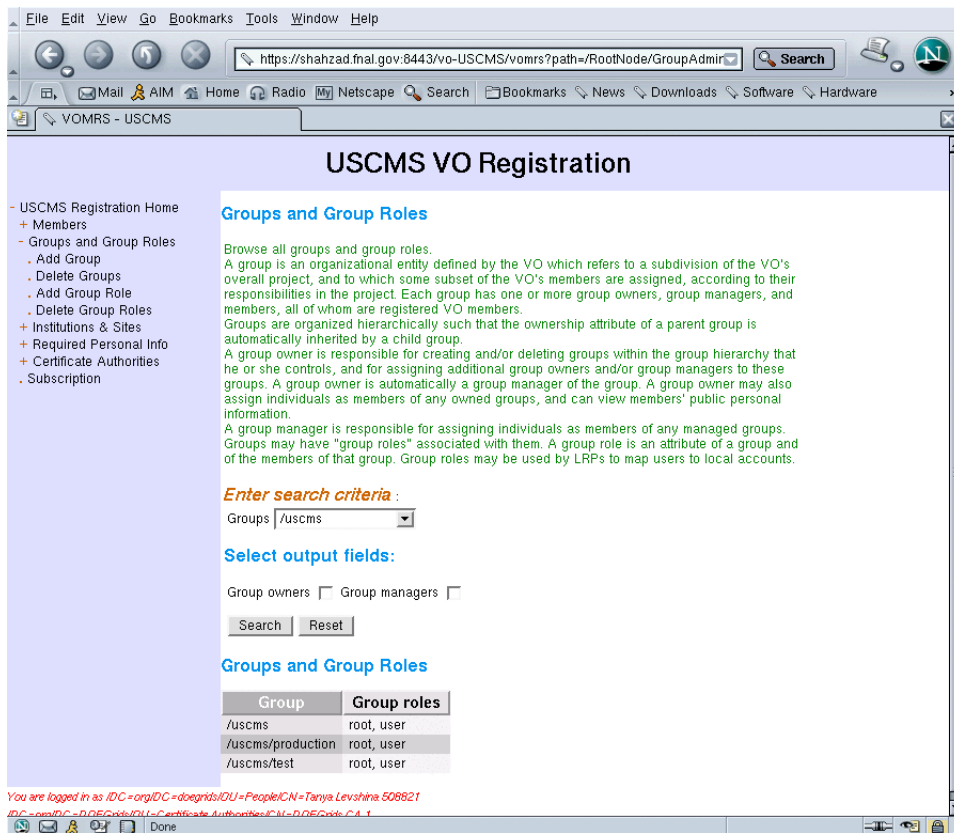 File Edit View Go Bookmarks Tools Window Help
https://shahzad.fnal.gov:8443/vo-USCMS/vomrs?path=/RootNode/GroupAdmin
Search
N
Mail AIM Home Radio My Netscape Search Bookmarks News Downloads Software Hardware
VOMRS - USCMS
USCMS VO Registration
- USCMS Registration Home
+ Members
- Groups and Group Roles
. Add Group
. Delete Groups
. Add Group Role
. Delete Group Roles
+ Institutions & Sites
+ Required Personal Info
+ Certificate Authorities
. Subscription
Groups and Group Roles
Browse all groups and group roles.
A group is an organizational entity defined by the VO which refers to a subdivision of the VO's
overall project, and to which some subset of the VO's members are assigned, according to their
responsibilities in the project. Each group has one or more group owners, group managers, and
members, all of whom are registered VO members.
Groups are organized hierarchically such that the ownership attribute of a parent group is
automatically inherited by a child group.
A group owner is responsible for creating and/or deleting groups within the group hierarchy that
he or she controls, and for assigning additional group owners and/or group managers to these
groups. A group owner is automatically a group manager of the group. A group owner may also
assign individuals as members of any owned groups, and can view members' public personal
information.
A group manager is responsible for assigning individuals as members of any managed groups.
Groups may have "group roles" associated with them. A group role is an attribute of a group and
of the members of that group. Group roles may be used by LRPs to map users to local accounts.
Enter search criteria :
Groups /uscms
Select output fields:
Group owners Group managers
Search Reset
Groups and Group Roles
Group Group roles
/uscms root, user
/uscms/production root, user
/uscms/test root, user
You are logged in as /DC=org/DC=doegrids/OU=People/CN=Tanya Levshina 508821
/DC=org/DC=DOEGrids/OU=Certificate Authorities/CN=DOEGrids CA 1
Done